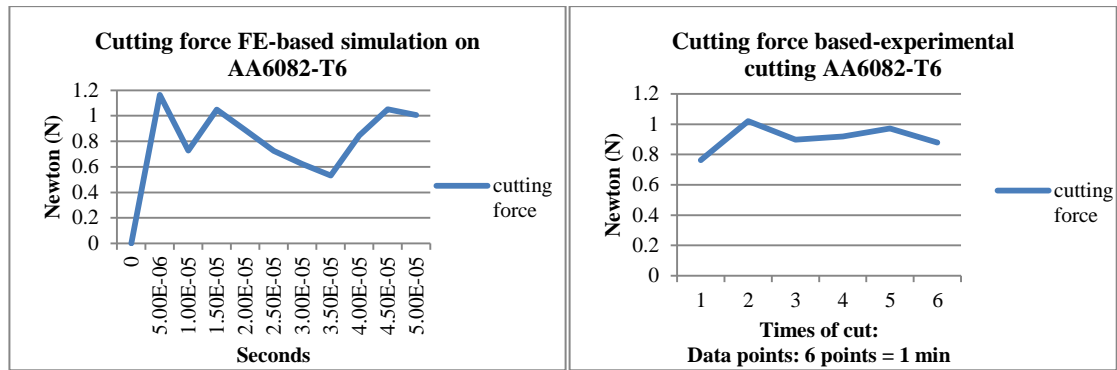 Cutting force FE-based simulation on
AA6082-T6
1.2
1
0.8
0.6
0.4
0.2
0
Newton (N)
0
5.00E-06
1.00E-05
1.50E-05
2.00E-05
2.50E-05
3.00E-05
3.50E-05
4.00E-05
4.50E-05
5.00E-05
Seconds
cutting
force
Cutting force based-experimental
cutting AA6082-T6
1.2
1
0.8
0.6
0.4
0.2
0
Newton (N)
1 2 3 4 5 6
Times of cut:
Data points: 6 points = 1 min
cutting
force